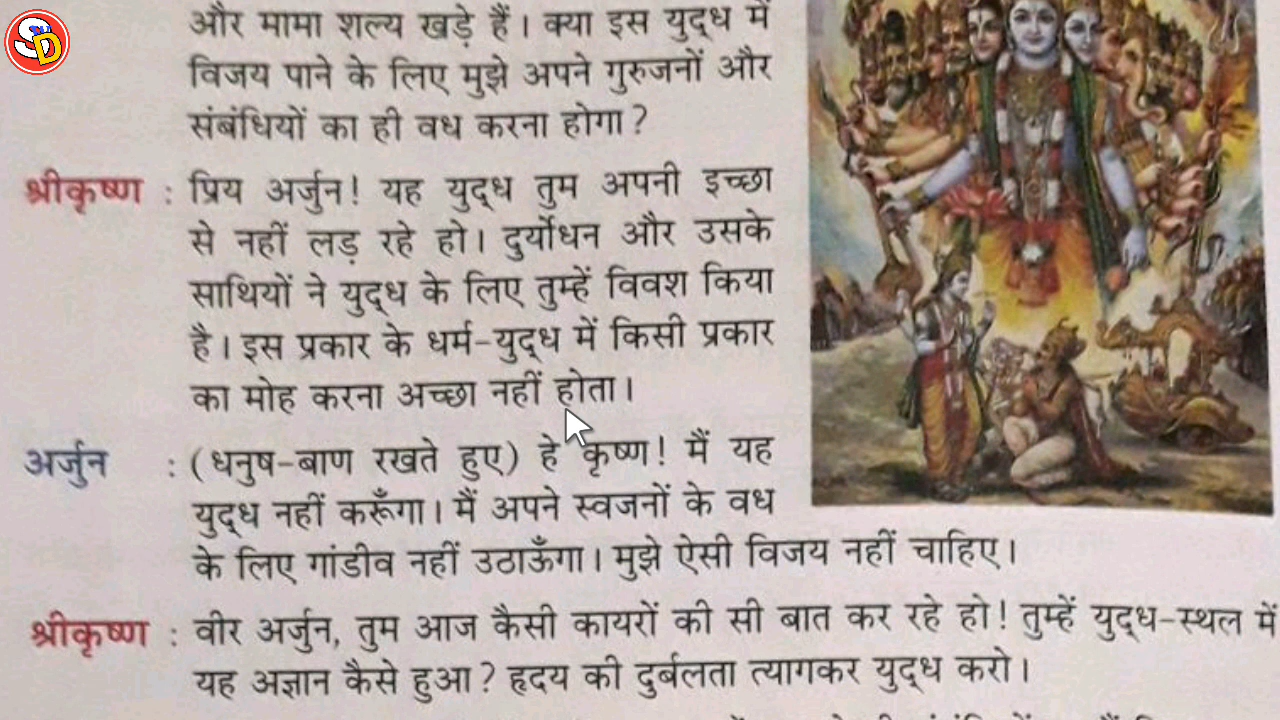 SD
और मामा शल्य खड़े हैं। क्या इस युद्ध में
विजय पाने के लिए मुझे अपने गुरुजनों और
संबंधियों का ही वध करना होगा?
श्रीकृष्ण : प्रिय अर्जुन! यह युद्ध तुम अपनी इच्छा
से नहीं लड़ रहे हो। दुर्योधन और उसके
साथियों ने युद्ध के लिए तुम्हें विवश किया
है। इस प्रकार के धर्म-युद्ध में किसी प्रकार
का मोह करना अच्छा नहीं होता।
अर्जुन : (धनुष-बाण रखते हुए) हे कृष्ण! मैं यह
युद्ध नहीं करूँगा। मैं अपने स्वजनों के वध
के लिए गांडीव नहीं उठाऊँगा। मुझे ऐसी विजय नहीं चाहिए।
श्रीकृष्ण : वीर अर्जुन, तुम आज कैसी कायरों की सी बात कर रहे हो! तुम्हें युद्ध-स्थल में
यह अज्ञान कैसे हुआ? हृदय की दुर्बलता त्यागकर युद्ध करो।